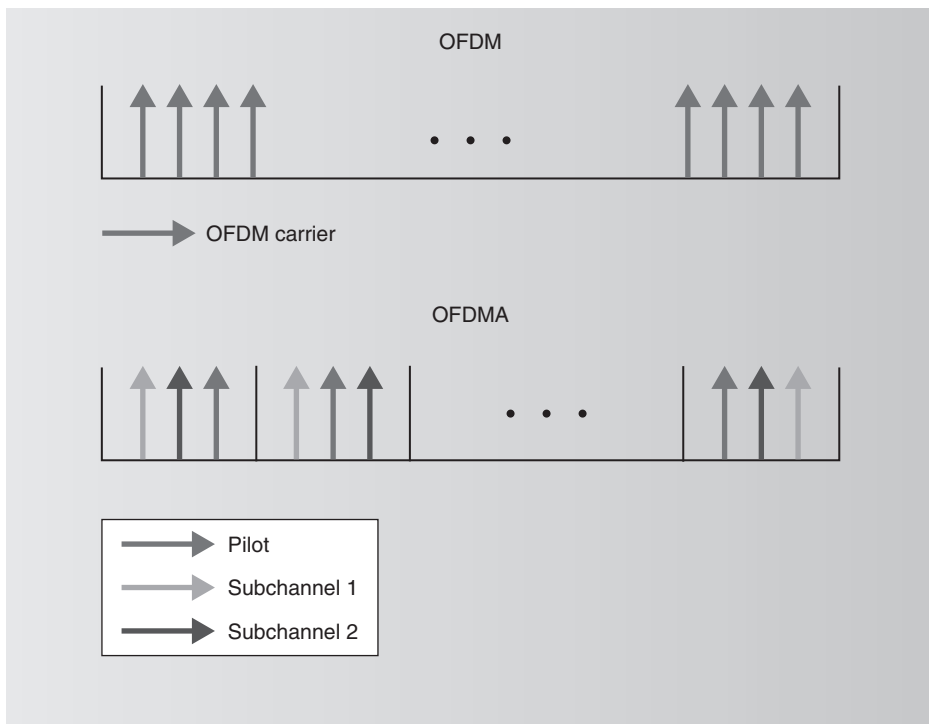 OFDM
OFDM carrier
OFDMA
Pilot
Subchannel 1
Subchannel 2